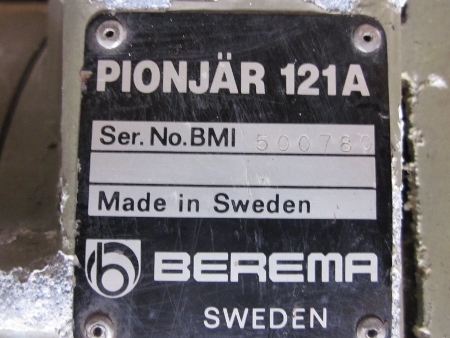 PIONJÄR 121A
Ser. No. BMI
Made in Sweden
BEREMA
SWEDEN